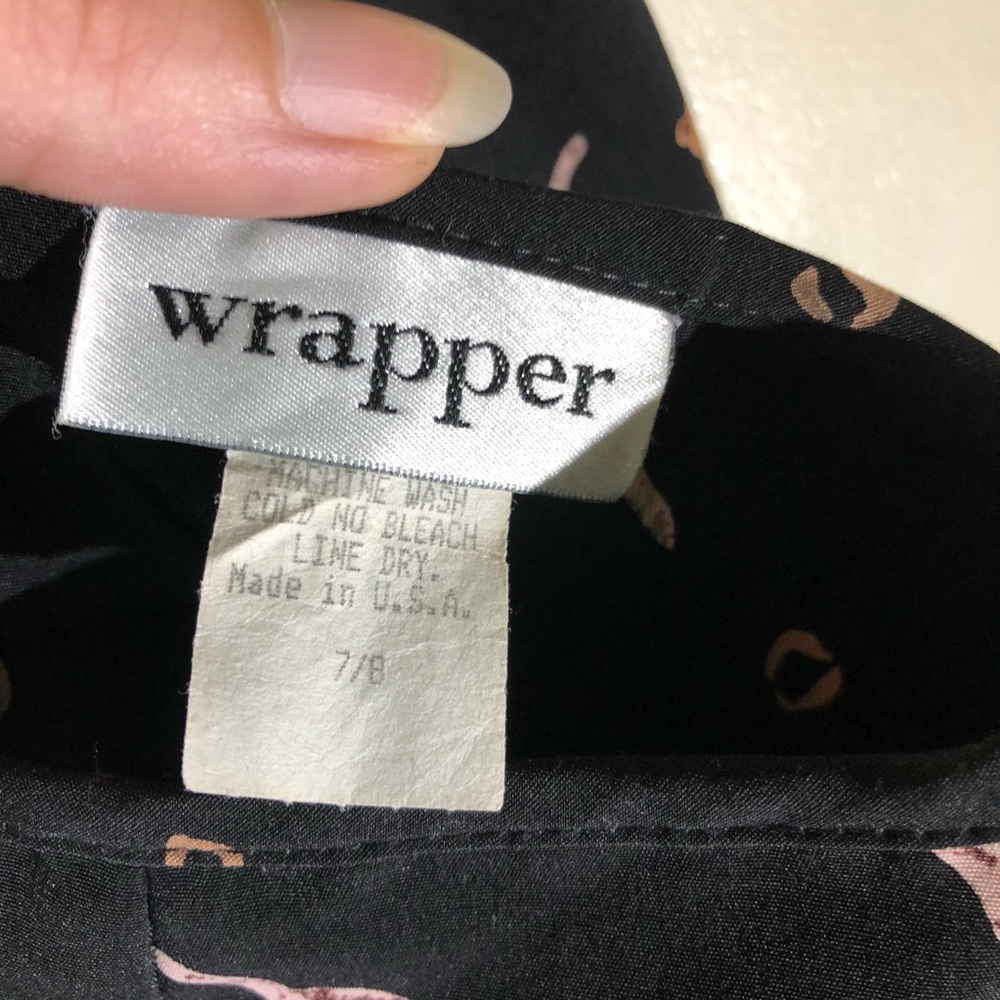 wrapper
MACHINE WASH
COLD NO BLEACH
LINE DRY.
Made in U.S.A.
7/8